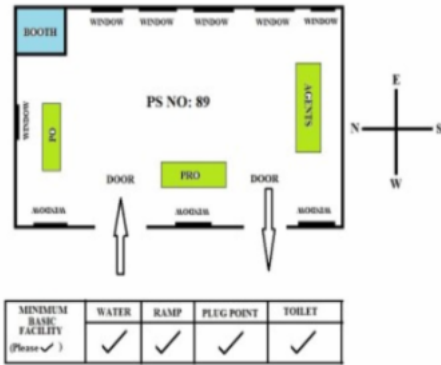 BOOTH
WINDOW WINDOW WINDOW WINDOW WINDOW
WINDOW
PO
PS NO: 89
AGENTS
DOOR
PRO
DOOR
WINDOW
WINDOW
WINDOW
E
N
S
W
MINIMUM BASIC FACILITY (Please ✓ )
WATER
RAMP
PLUG POINT
TOILET
✓ ✓ ✓ ✓